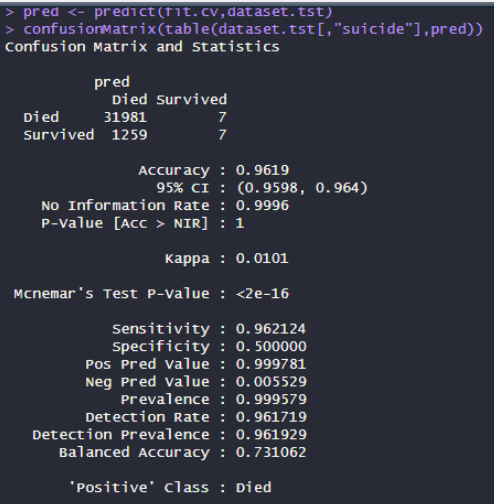 > pred <- predict(fit.cv,dataset.tst)
> confusionMatrix(table(dataset.tst[,"suicide"],pred))
Confusion Matrix and Statistics
pred
Died Survived
Died 31981 7
Survived 1259 7
Accuracy : 0.9619
95% CI : (0.9598, 0.964)
No Information Rate : 0.9996
P-Value [Acc > NIR] : 1
Kappa : 0.0101
Mcnemar's Test P-Value : <2e-16
Sensitivity : 0.962124
Specificity : 0.500000
Pos Pred Value : 0.999781
Neg Pred Value : 0.005529
Prevalence : 0.999579
Detection Rate : 0.961719
Detection Prevalence : 0.961929
Balanced Accuracy : 0.731062
'Positive' Class : Died